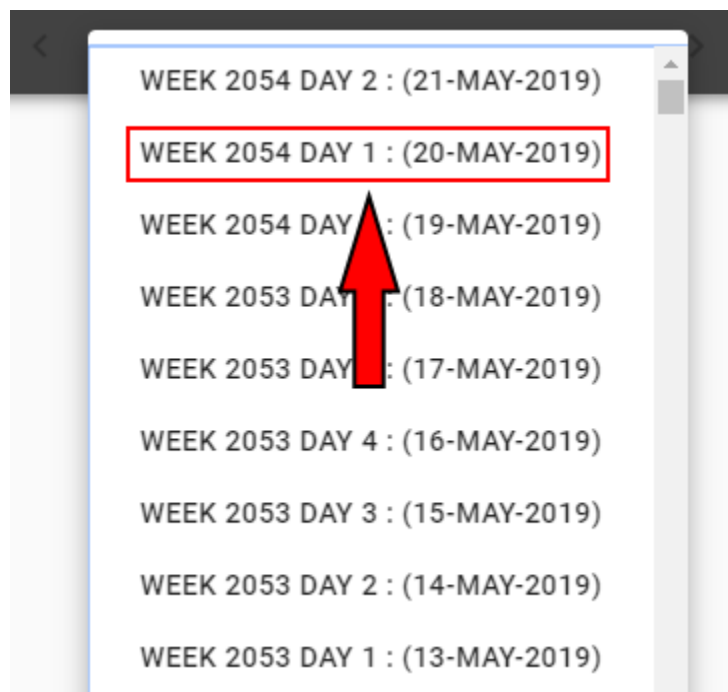 WEEK 2054 DAY 2 : (21-MAY-2019)
WEEK 2054 DAY 1 : (20-MAY-2019)
WEEK 2054 DAY : (19-MAY-2019)
WEEK 2053 DAY : (18-MAY-2019)
WEEK 2053 DAY : (17-MAY-2019)
WEEK 2053 DAY 4 : (16-MAY-2019)
WEEK 2053 DAY 3 : (15-MAY-2019)
WEEK 2053 DAY 2 : (14-MAY-2019)
WEEK 2053 DAY 1 : (13-MAY-2019)